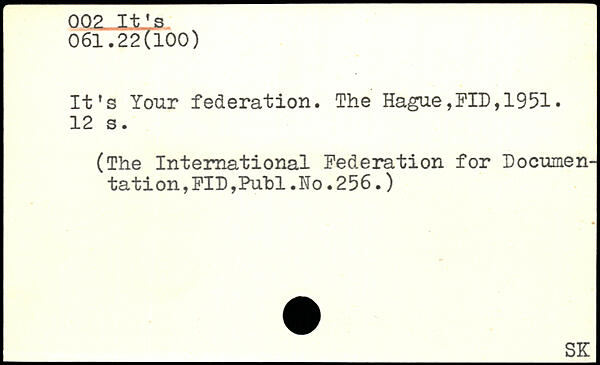 002 It's
061.22(100)
It's Your federation. The Hague,FID,1951.
12 s.
(The International Federation for Documen-
tation,FID,Publ.No.256.)
SK